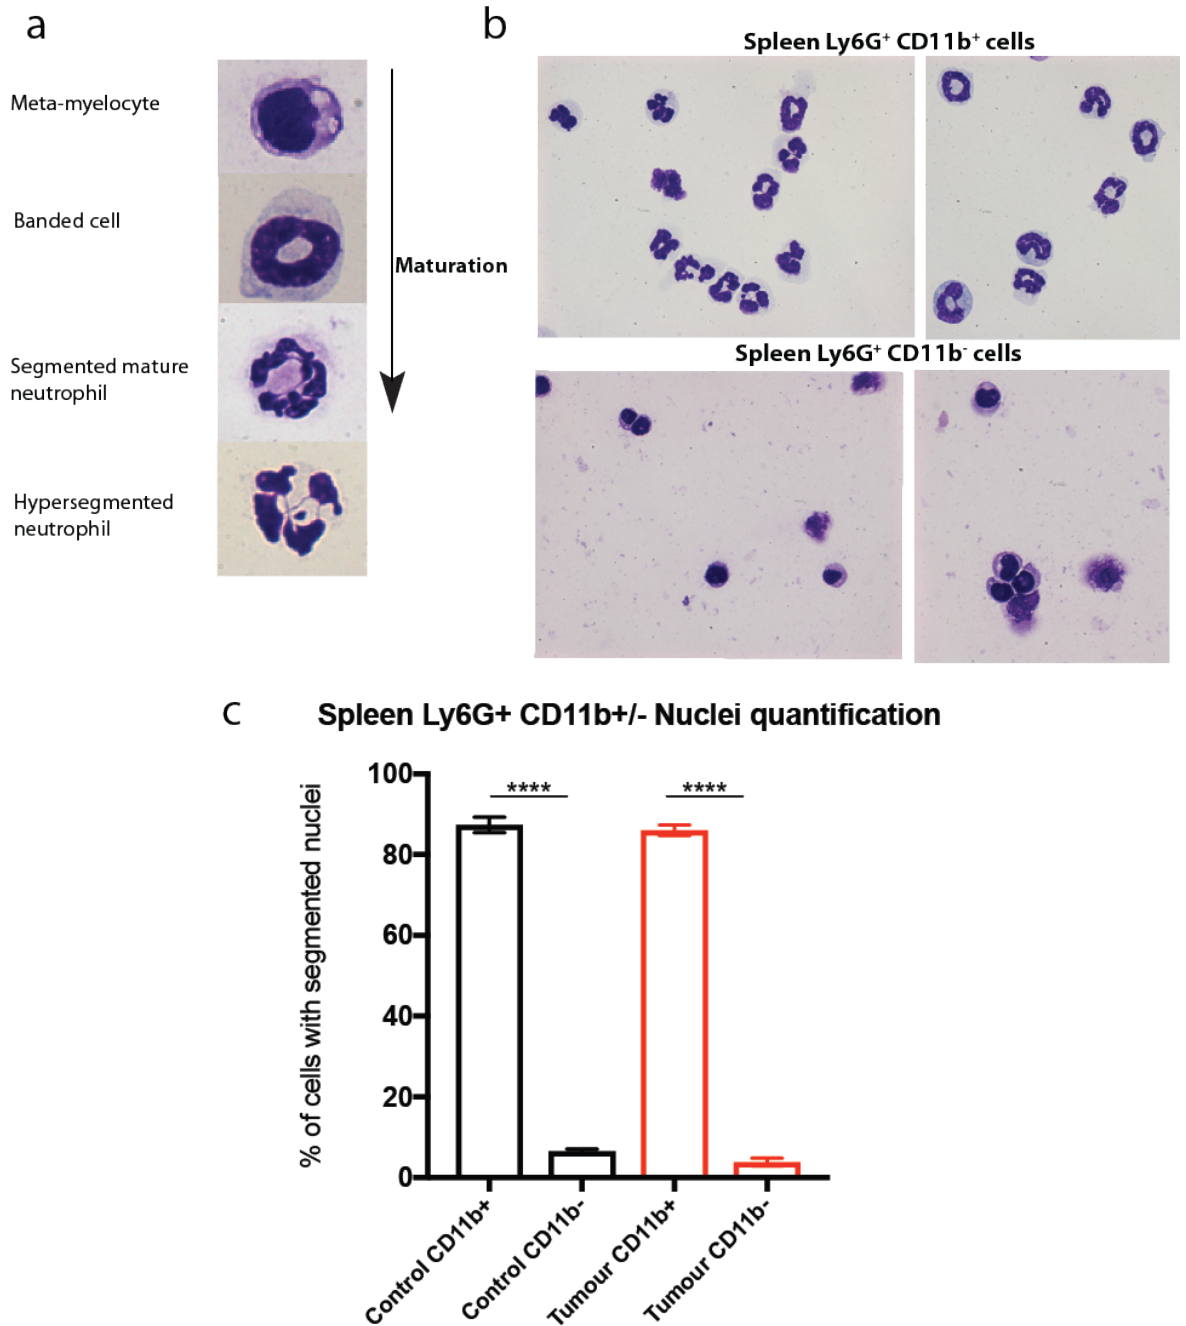 a
Meta-myelocyte
Banded cell
Segmented mature
neutrophil
Hypersegmented
neutrophil
Maturation
b
Spleen Ly6G⁺ CD11b⁺ cells
Spleen Ly6G⁺ CD11b⁻ cells
c
Spleen Ly6G+ CD11b+/- Nuclei quantification
% of cells with segmented nuclei
100
80
60
40
20
0
****
****
Control CD11b+
Control CD11b-
Tumour CD11b+
Tumour CD11b-